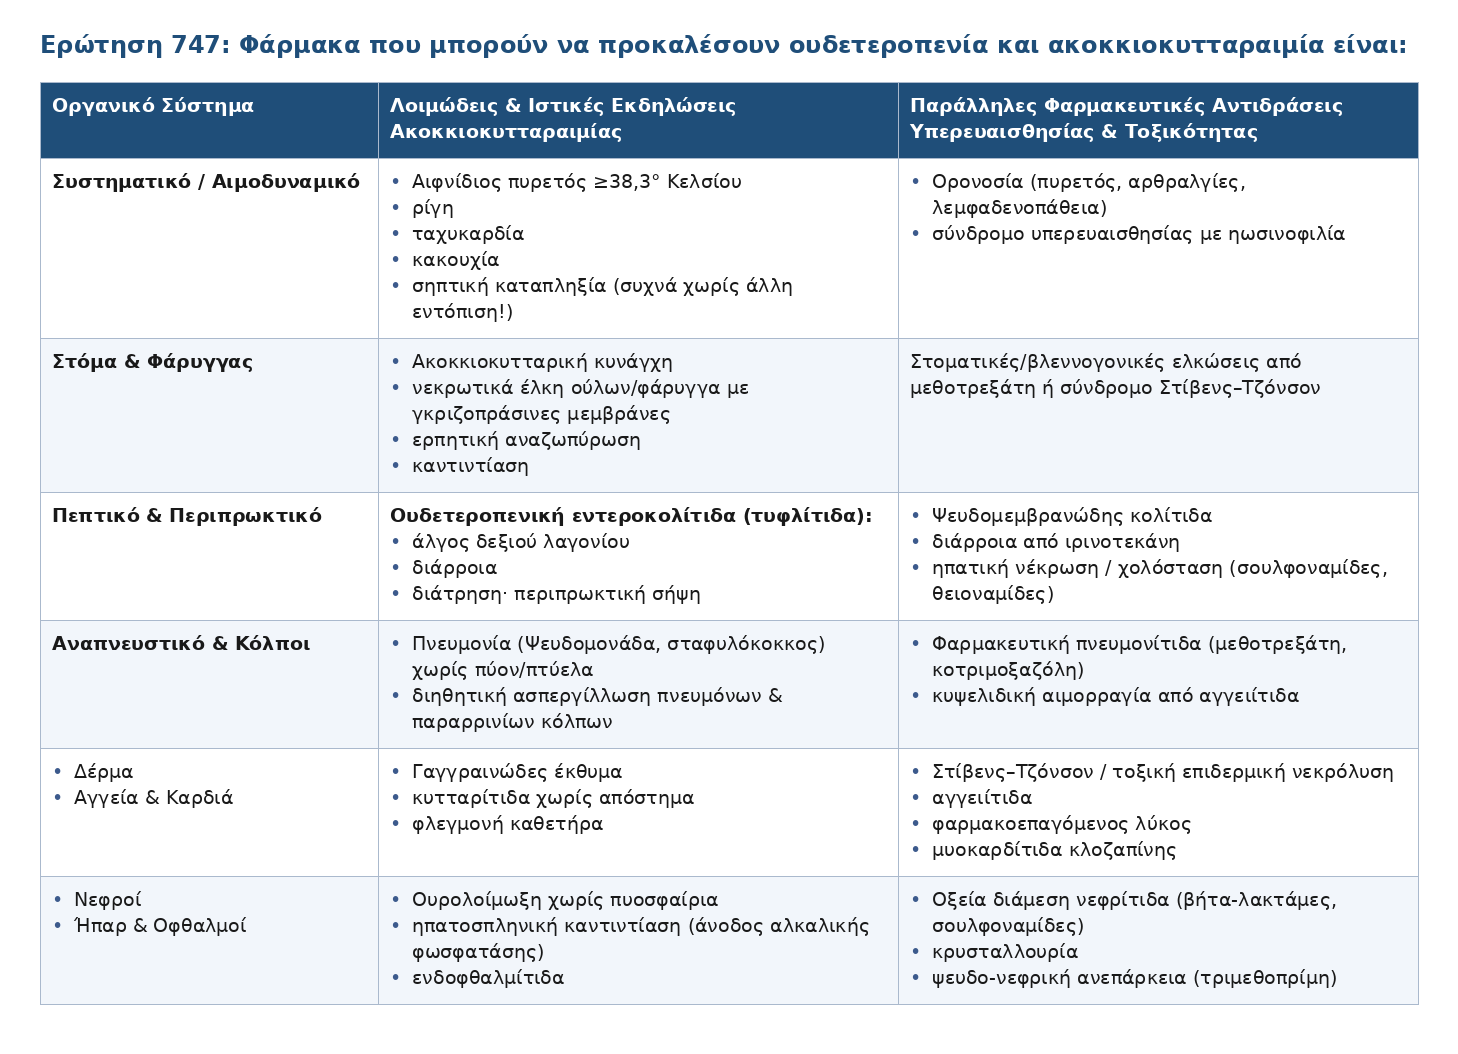 Ερώτηση 747: Φάρμακα που μπορούν να προκαλέσουν ουδετεροπενία και ακοκκιοκυτταραιμία είναι:
Οργανικό Σύστημα
Λοιμώδεις & Ιστικές Εκδηλώσεις
Ακοκκιοκυτταραιμίας
Παράλληλες Φαρμακευτικές Αντιδράσεις
Υπερευαισθησίας & Τοξικότητας
Συστηματικό / Αιμοδυναμικό
• Αιφνίδιος πυρετός ≥38,3° Κελσίου
• ρίγη
• ταχυκαρδία
• κακουχία
• σηπτική καταπληξία (συχνά χωρίς άλλη
εντόπιση!)
• Ορονοσία (πυρετός, αρθραλγίες,
λεμφαδενοπάθεια)
• σύνδρομο υπερευαισθησίας με ηωσινοφιλία
Στόμα & Φάρυγγας
• Ακοκκιοκυτταρική κυνάγχη
• νεκρωτικά έλκη ούλων/φάρυγγα με
γκριζοπράσινες μεμβράνες
• ερπητική αναζωπύρωση
• καντιντίαση
Στοματικές/βλεννογονικές ελκώσεις από
μεθοτρεξάτη ή σύνδρομο Στίβενς–Τζόνσον
Πεπτικό & Περιπρωκτικό
Ουδετεροπενική εντεροκολίτιδα (τυφλίτιδα):
• άλγος δεξιού λαγονίου
• διάρροια
• διάτρηση· περιπρωκτική σήψη
• Ψευδομεμβρανώδης κολίτιδα
• διάρροια από ιρινοτεκάνη
• ηπατική νέκρωση / χολόσταση (σουλφοναμίδες,
θειοναμίδες)
Αναπνευστικό & Κόλποι
• Πνευμονία (Ψευδομονάδα, σταφυλόκοκκος)
χωρίς πύον/πτύελα
• διηθητική ασπεργίλλωση πνευμόνων &
παραρρινίων κόλπων
• Φαρμακευτική πνευμονίτιδα (μεθοτρεξάτη,
κοτριμοξαζόλη)
• κυψελιδική αιμορραγία από αγγειίτιδα
• Δέρμα
• Αγγεία & Καρδιά
• Γαγγραινώδες έκθυμα
• κυτταρίτιδα χωρίς απόστημα
• φλεγμονή καθετήρα
• Στίβενς–Τζόνσον / τοξική επιδερμική νεκρόλυση
• αγγειίτιδα
• φαρμακοεπαγόμενος λύκος
• μυοκαρδίτιδα κλοζαπίνης
• Νεφροί
• Ήπαρ & Οφθαλμοί
• Ουρολοίμωξη χωρίς πυοσφαίρια
• ηπατοσπληνική καντιντίαση (άνοδος αλκαλικής
φωσφατάσης)
• ενδοφθαλμίτιδα
• Οξεία διάμεση νεφρίτιδα (βήτα-λακτάμες,
σουλφοναμίδες)
• κρυσταλλουρία
• ψευδο-νεφρική ανεπάρκεια (τριμεθοπρίμη)